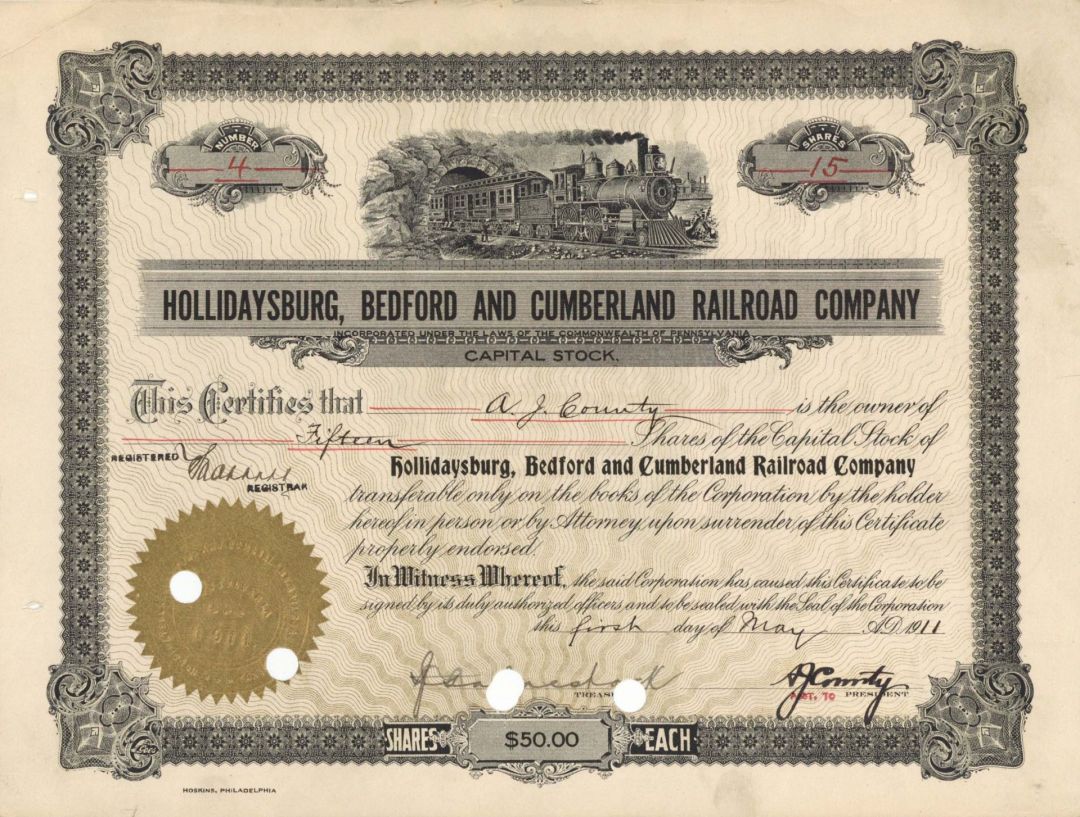 NUMBER
4
SHARES
15
HOLLIDAYSBURG, BEDFORD AND CUMBERLAND RAILROAD COMPANY
INCORPORATED UNDER THE LAWS OF THE COMMONWEALTH OF PENNSYLVANIA
CAPITAL STOCK.
This Certifies that A. J. County is the owner of
Fifteen Shares of the Capital Stock of
REGISTERED
REGISTRAR
Hollidaysburg, Bedford and Cumberland Railroad Company
transferable only on the books of the Corporation by the holder
hereof in person or by Attorney upon surrender of this Certificate
properly endorsed.
In Witness Whereof, the said Corporation has caused this Certificate to be
signed by its duly authorized officers and to be sealed with the Seal of the Corporation
this first day of May A.D. 1911
A J County
ASST. TO PRESIDENT
SHARES $50.00 EACH
HOSKINS, PHILADELPHIA